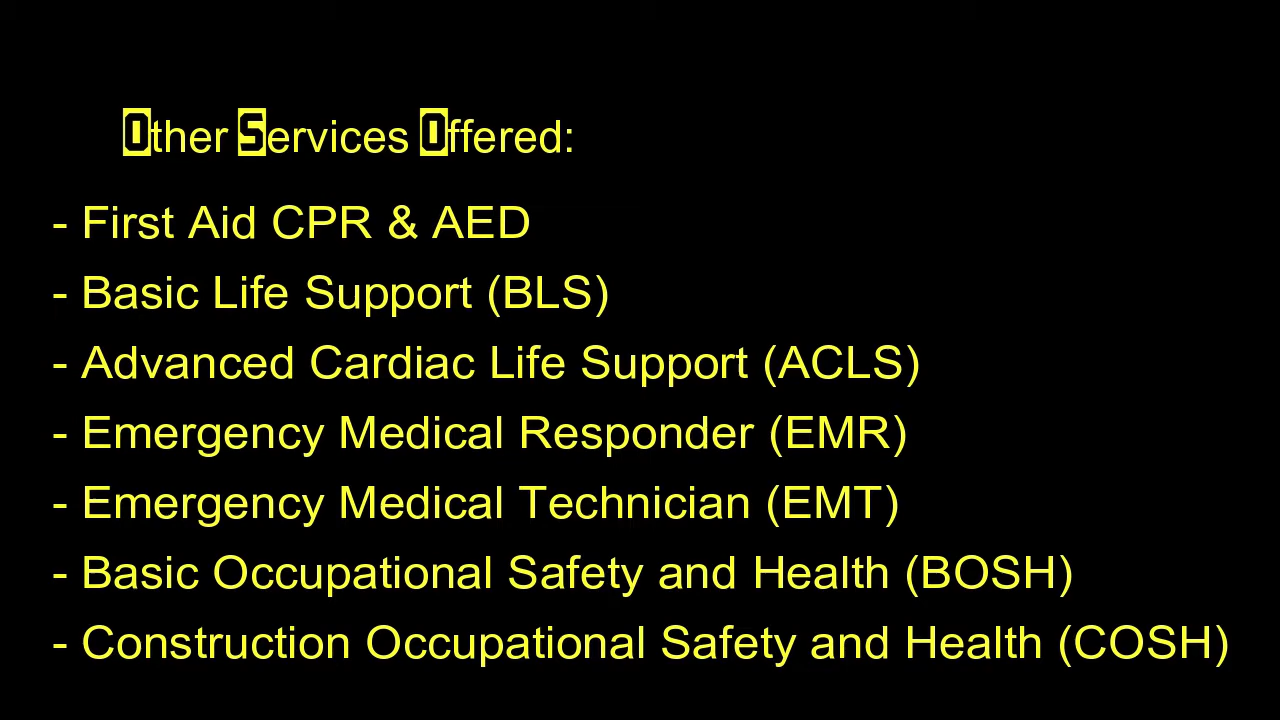 Other Services Offered:
- First Aid CPR & AED
- Basic Life Support (BLS)
- Advanced Cardiac Life Support (ACLS)
- Emergency Medical Responder (EMR)
- Emergency Medical Technician (EMT)
- Basic Occupational Safety and Health (BOSH)
- Construction Occupational Safety and Health (COSH)